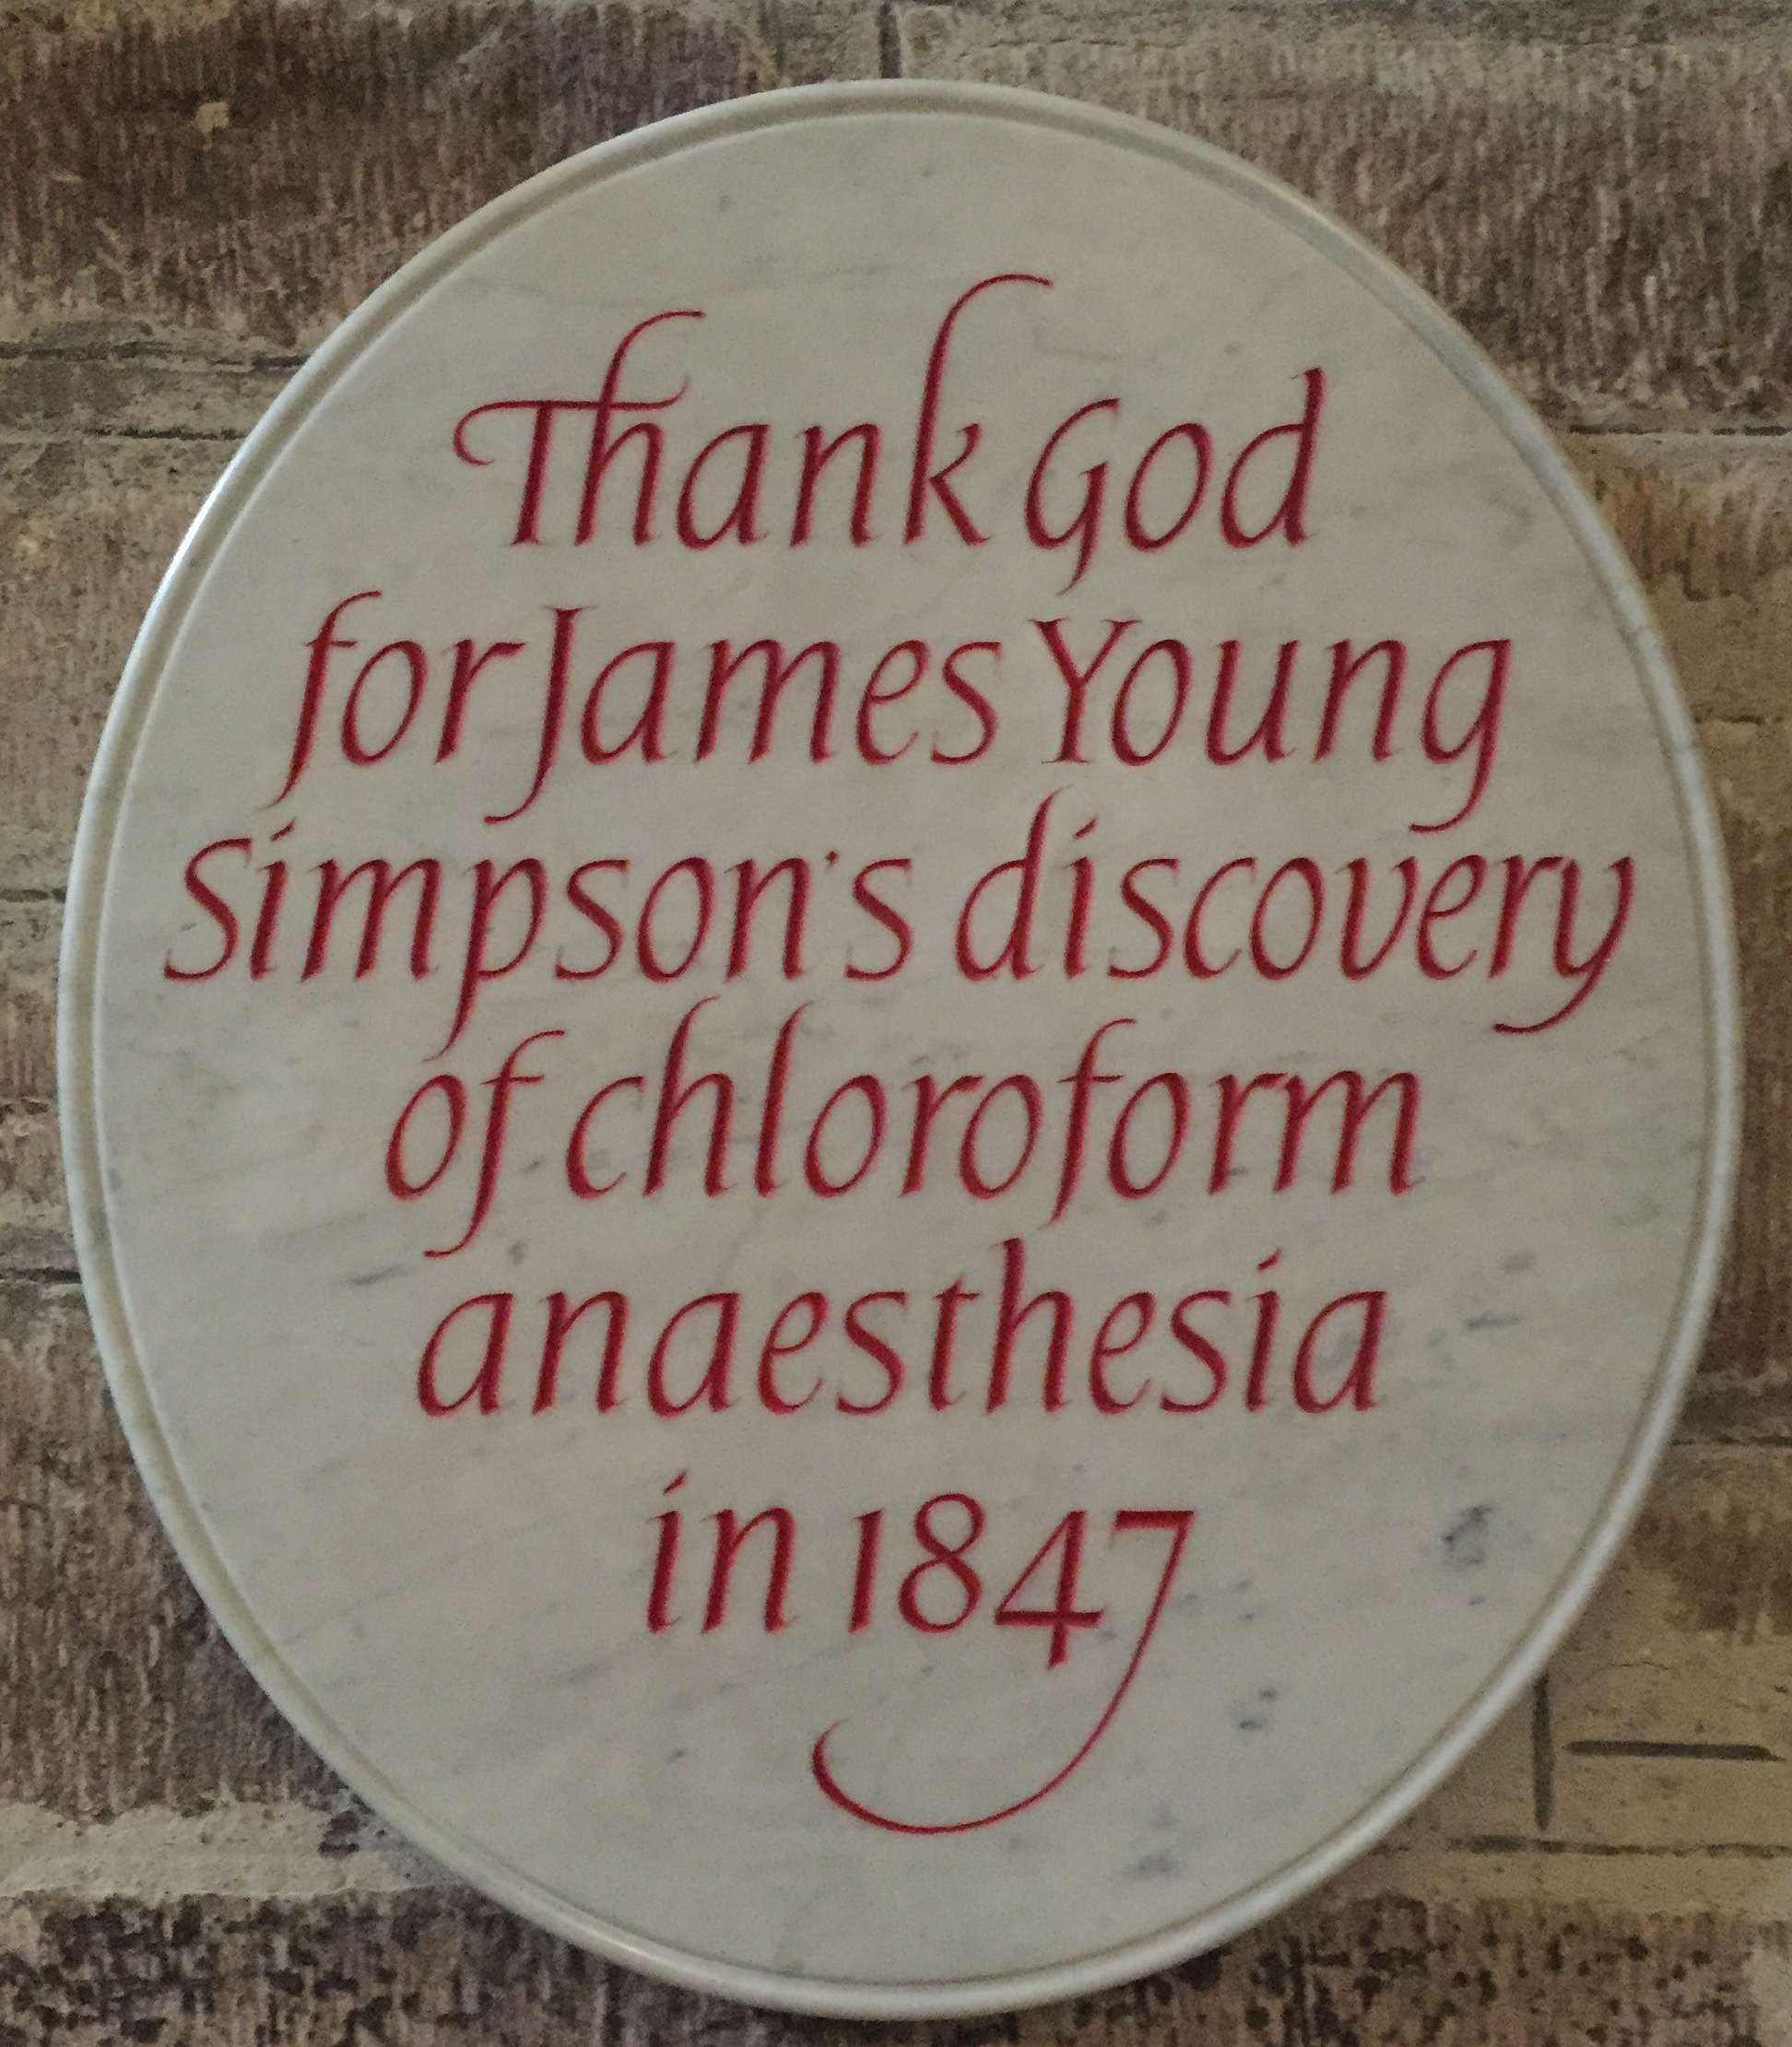 Thank God
for James Young
Simpson's discovery
of chloroform
anaesthesia
in 1847